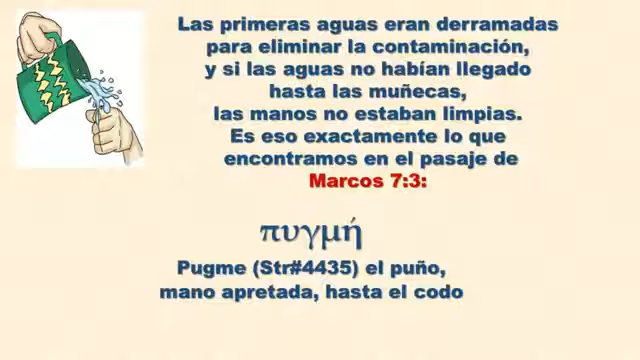 Las primeras aguas eran derramadas
para eliminar la contaminación,
y si las aguas no habían llegado
hasta las muñecas,
las manos no estaban limpias.
Es eso exactamente lo que
encontramos en el pasaje de
Marcos 7:3:
πυγμή
Pugme (Str#4435) el puño,
mano apretada, hasta el codo